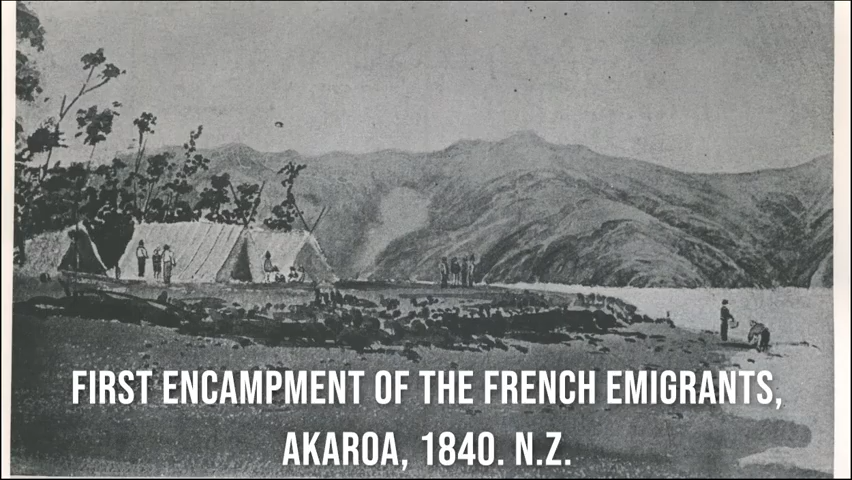 FIRST ENCAMPMENT OF THE FRENCH EMIGRANTS,
AKAROA, 1840. N.Z.